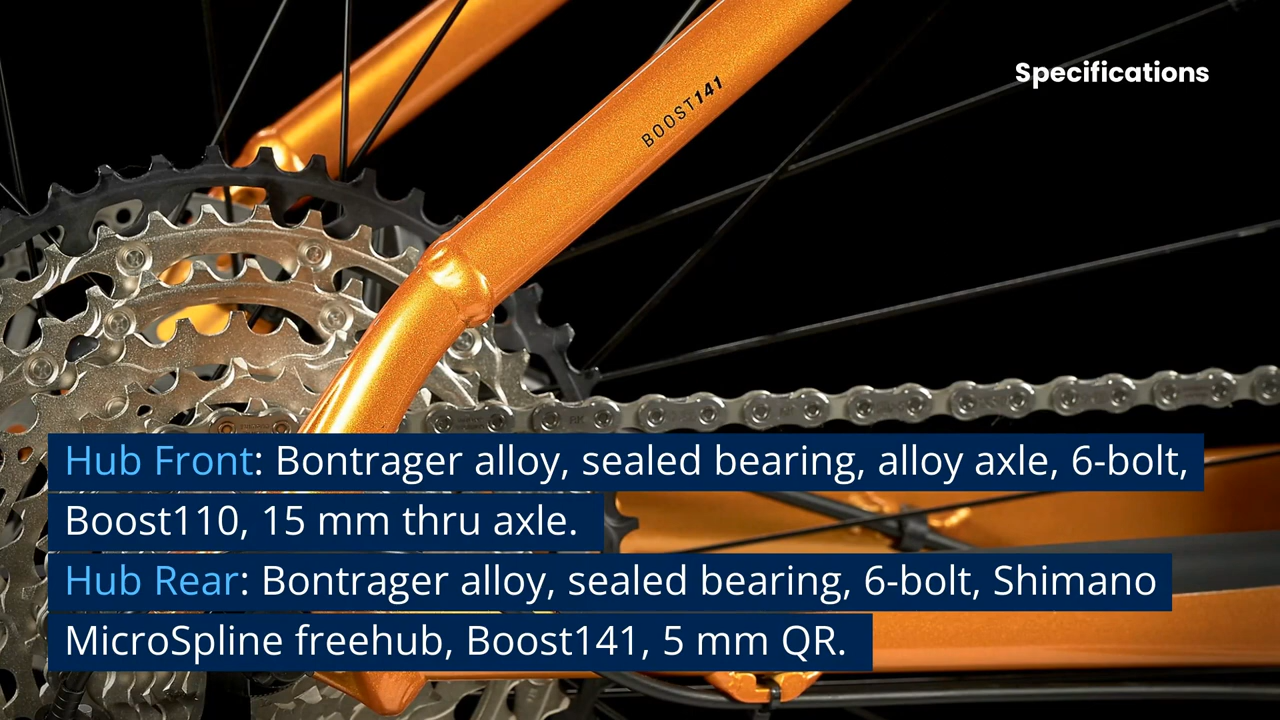 Specifications
BOOST141
Hub Front: Bontrager alloy, sealed bearing, alloy axle, 6-bolt,
Boost110, 15 mm thru axle.
Hub Rear: Bontrager alloy, sealed bearing, 6-bolt, Shimano
MicroSpline freehub, Boost141, 5 mm QR.